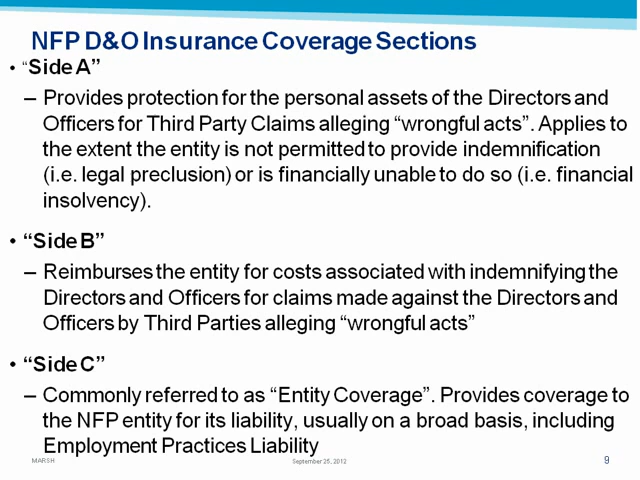 NFP D&O Insurance Coverage Sections
• “Side A”
– Provides protection for the personal assets of the Directors and
Officers for Third Party Claims alleging “wrongful acts”. Applies to
the extent the entity is not permitted to provide indemnification
(i.e. legal preclusion) or is financially unable to do so (i.e. financial
insolvency).
• “Side B”
– Reimburses the entity for costs associated with indemnifying the
Directors and Officers for claims made against the Directors and
Officers by Third Parties alleging “wrongful acts”
• “Side C”
– Commonly referred to as “Entity Coverage”. Provides coverage to
the NFP entity for its liability, usually on a broad basis, including
Employment Practices Liability
MARSH September 25, 2012 9